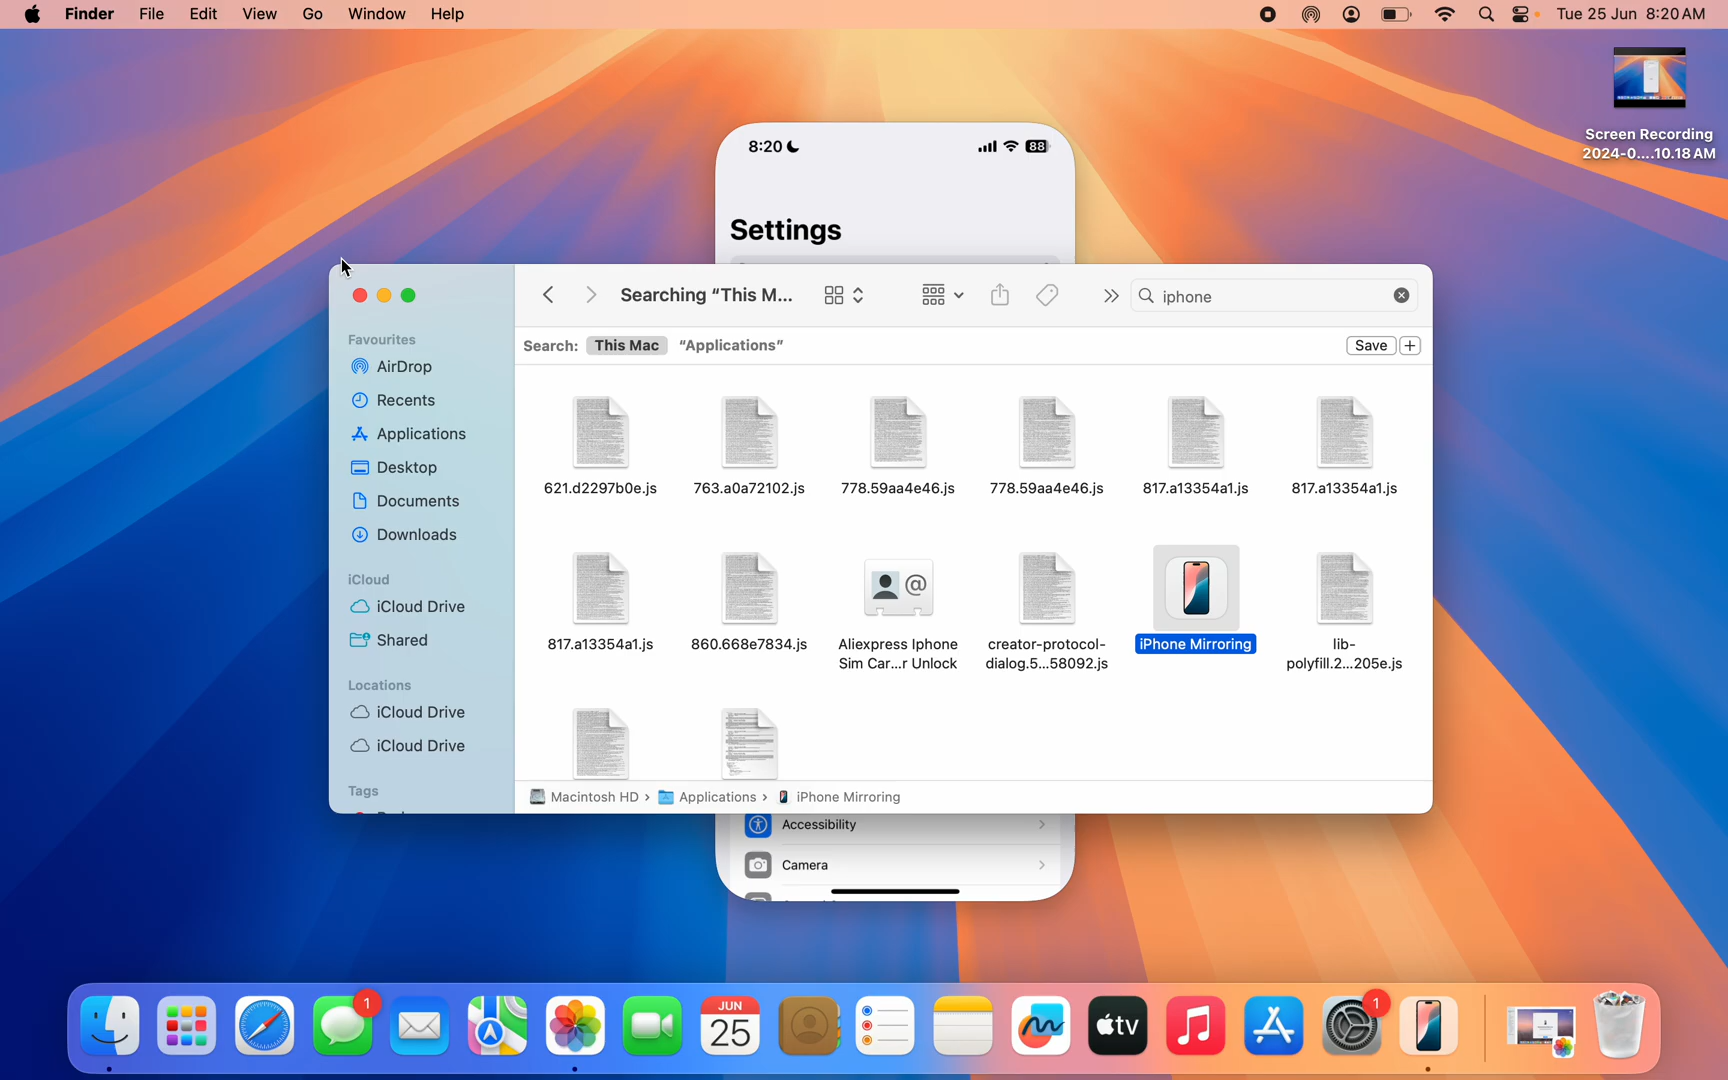 Finder File Edit View Go Window Help
Tue 25 Jun 8:20 AM
Screen Recording
2024-0....10.18 AM
8:20
88
Settings
Searching “This M...
iphone
Search: This Mac “Applications”
Save
Favourites
AirDrop
Recents
Applications
Desktop
Documents
Downloads
iCloud
iCloud Drive
Shared
Locations
iCloud Drive
iCloud Drive
Tags
621.d2297b0e.js
763.a0a72102.js
778.59aa4e46.js
778.59aa4e46.js
817.a13354a1.js
817.a13354a1.js
817.a13354a1.js
860.668e7834.js
Aliexpress Iphone
Sim Car...r Unlock
creator-protocol-
dialog.5...58092.js
iPhone Mirroring
lib-
polyfill.2...205e.js
Macintosh HD › Applications › iPhone Mirroring
Accessibility
Camera
1
JUN
25
tv
1